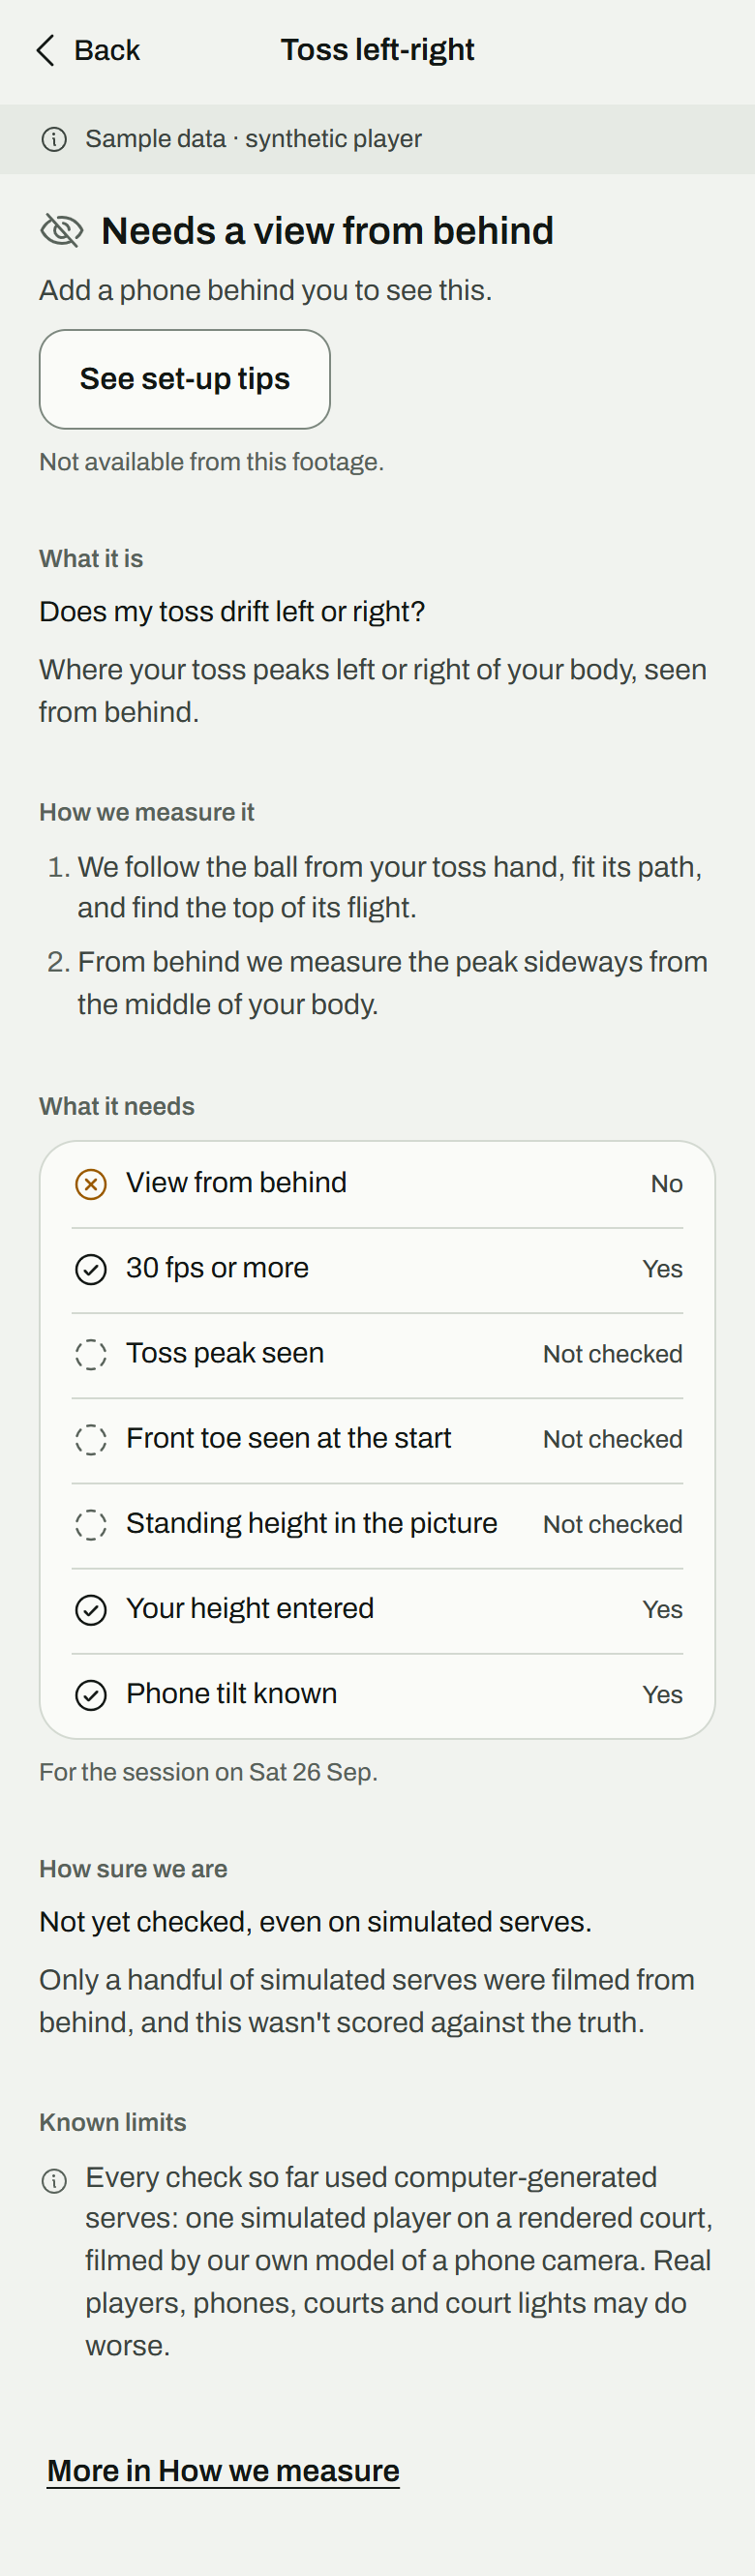 Back
Toss left-right
Sample data · synthetic player
Needs a view from behind
Add a phone behind you to see this.
See set-up tips
Not available from this footage.
What it is
Does my toss drift left or right?
Where your toss peaks left or right of your body, seen
from behind.
How we measure it
1. We follow the ball from your toss hand, fit its path,
and find the top of its flight.
2. From behind we measure the peak sideways from
the middle of your body.
What it needs
View from behind No
30 fps or more Yes
Toss peak seen Not checked
Front toe seen at the start Not checked
Standing height in the picture Not checked
Your height entered Yes
Phone tilt known Yes
For the session on Sat 26 Sep.
How sure we are
Not yet checked, even on simulated serves.
Only a handful of simulated serves were filmed from
behind, and this wasn't scored against the truth.
Known limits
Every check so far used computer-generated
serves: one simulated player on a rendered court,
filmed by our own model of a phone camera. Real
players, phones, courts and court lights may do
worse.
More in How we measure